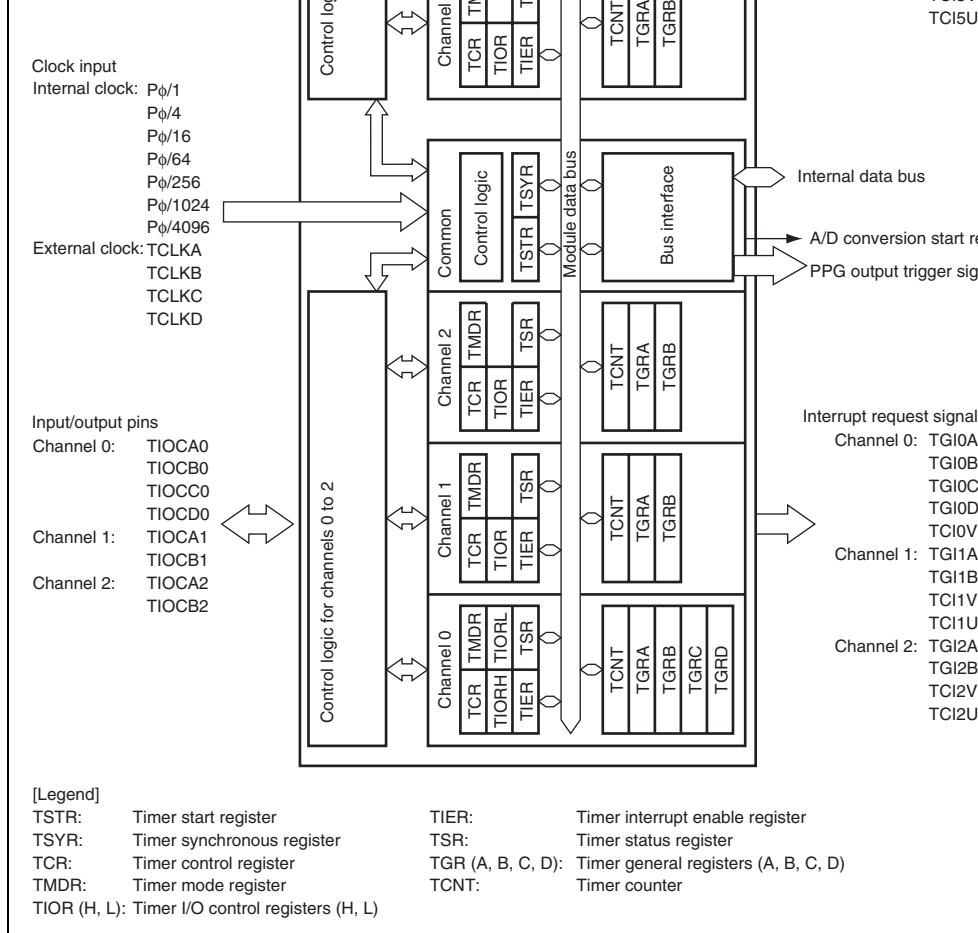 Control
Channel
TCR
TIOR
TIER
TCNT
TGRA
TGRB
TCI5U
Clock input
Internal clock: Pϕ/1
Pϕ/4
Pϕ/16
Pϕ/64
Pϕ/256
Pϕ/1024
Pϕ/4096
External clock: TCLKA
TCLKB
TCLKC
TCLKD
Common
Control logic
TSTR
TSYR
Module data bus
Bus interface
Internal data bus
A/D conversion start
PPG output trigger
Channel 2
TCR
TMDR
TIOR
TIER
TSR
TCNT
TGRA
TGRB
Input/output pins
Channel 0: TIOCA0
TIOCB0
TIOCC0
TIOCD0
Channel 1: TIOCA1
TIOCB1
Channel 2: TIOCA2
TIOCB2
Control logic for channels 0 to 2
Channel 1
TCR
TMDR
TIOR
TIER
TSR
TCNT
TGRA
TGRB
Channel 0
TCR
TMDR
TIORH
TIORL
TIER
TSR
TCNT
TGRA
TGRB
TGRC
TGRD
Interrupt request signal
Channel 0: TGI0A
TGI0B
TGI0C
TGI0D
TCI0V
Channel 1: TGI1A
TGI1B
TCI1V
TCI1U
Channel 2: TGI2A
TGI2B
TCI2V
TCI2U
[Legend]
TSTR: Timer start register
TSYR: Timer synchronous register
TCR: Timer control register
TMDR: Timer mode register
TIOR (H, L): Timer I/O control registers (H, L)
TIER: Timer interrupt enable register
TSR: Timer status register
TGR (A, B, C, D): Timer general registers (A, B, C, D)
TCNT: Timer counter